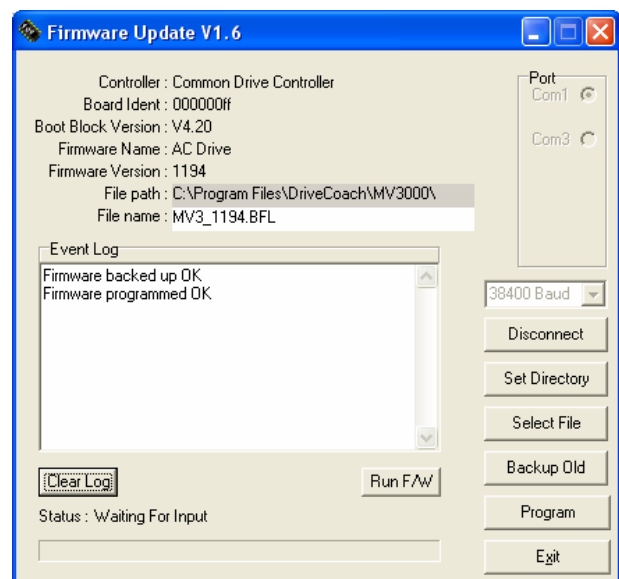 Firmware Update V1.6
Controller : Common Drive Controller
Board Ident : 000000ff
Boot Block Version : V4.20
Firmware Name : AC Drive
Firmware Version : 1194
File path : C:\Program Files\DriveCoach\MV3000\
File name : MV3_1194.BFL
Event Log
Firmware backed up OK
Firmware programmed OK
Clear Log
Run F/W
Status : Waiting For Input
Port
Com1
Com3
38400 Baud
Disconnect
Set Directory
Select File
Backup Old
Program
Exit